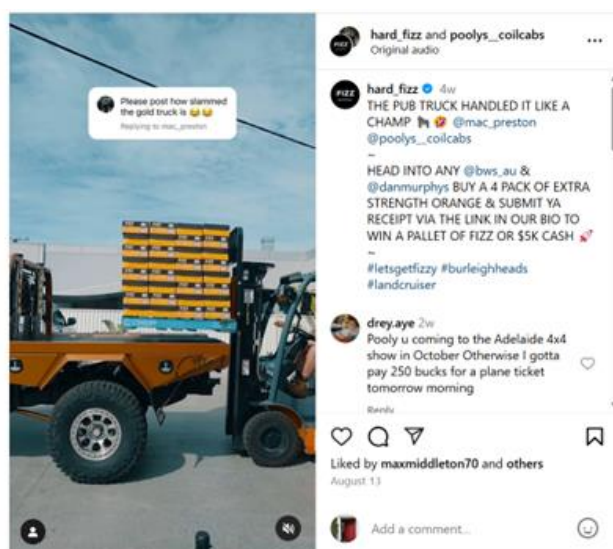 Please post how slammed
the gold truck is 😂😂
Replying to mac_preston
hard_fizz and poolys__coilcabs
Original audio
FIZZ
hard_fizz 4w
THE PUB TRUCK HANDLED IT LIKE A
CHAMP 🐂 🤣 @mac_preston
@poolys__coilcabs
~
HEAD INTO ANY @bws_au &
@danmurphys BUY A 4 PACK OF EXTRA
STRENGTH ORANGE & SUBMIT YA
RECEIPT VIA THE LINK IN OUR BIO TO
WIN A PALLET OF FIZZ OR $5K CASH 🚀
~
#letsgetfizzy #burleighheads
#landcruiser
drey.aye 2w
Pooly u coming to the Adelaide 4x4
show in October Otherwise I gotta
pay 250 bucks for a plane ticket
tomorrow morning
Reply
Liked by maxmiddleton70 and others
August 13
Add a comment...